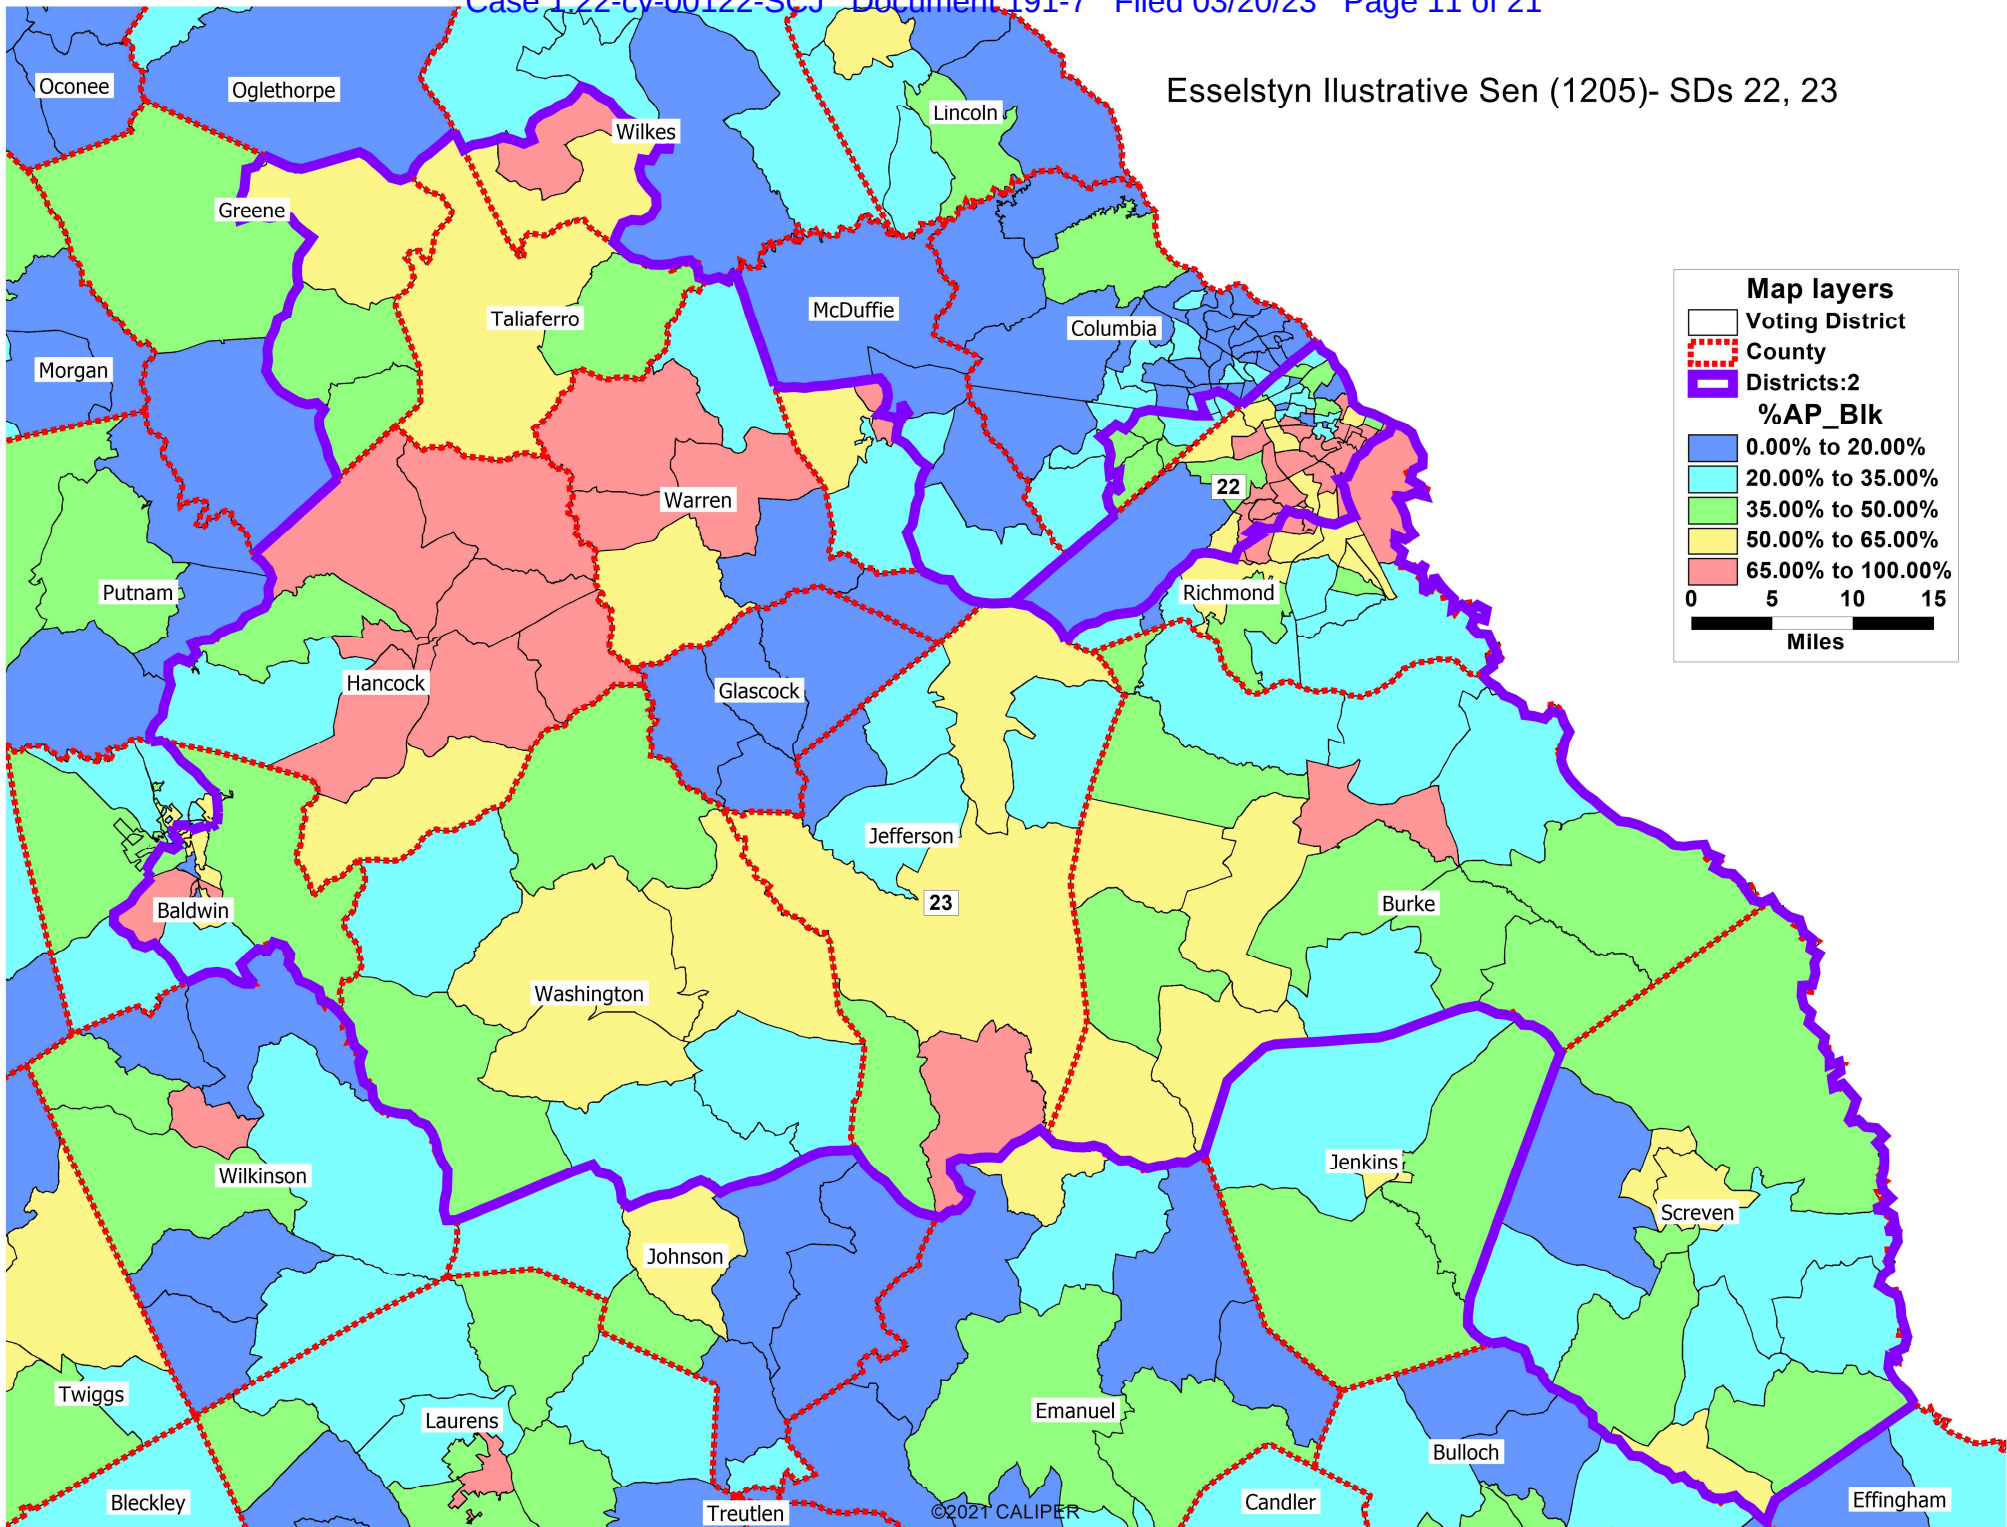 Case 1:22-cv-00122-SCJ Document 191-7 Filed 03/20/23 Page 11 of 21
Esselstyn Ilustrative Sen (1205)- SDs 22, 23
Oconee
Oglethorpe
Lincoln
Wilkes
Greene
Taliaferro
McDuffie
Columbia
Morgan
Map layers
Voting District
County
Districts:2
%AP_Blk
0.00% to 20.00%
20.00% to 35.00%
35.00% to 50.00%
50.00% to 65.00%
65.00% to 100.00%
0 5 10 15
Miles
Warren
22
Putnam
Richmond
Hancock
Glascock
Jefferson
23
Baldwin
Burke
Washington
Wilkinson
Jenkins
Screven
Johnson
Twiggs
Laurens
Emanuel
Bulloch
Bleckley
Treutlen
©2021 CALIPER
Candler
Effingham